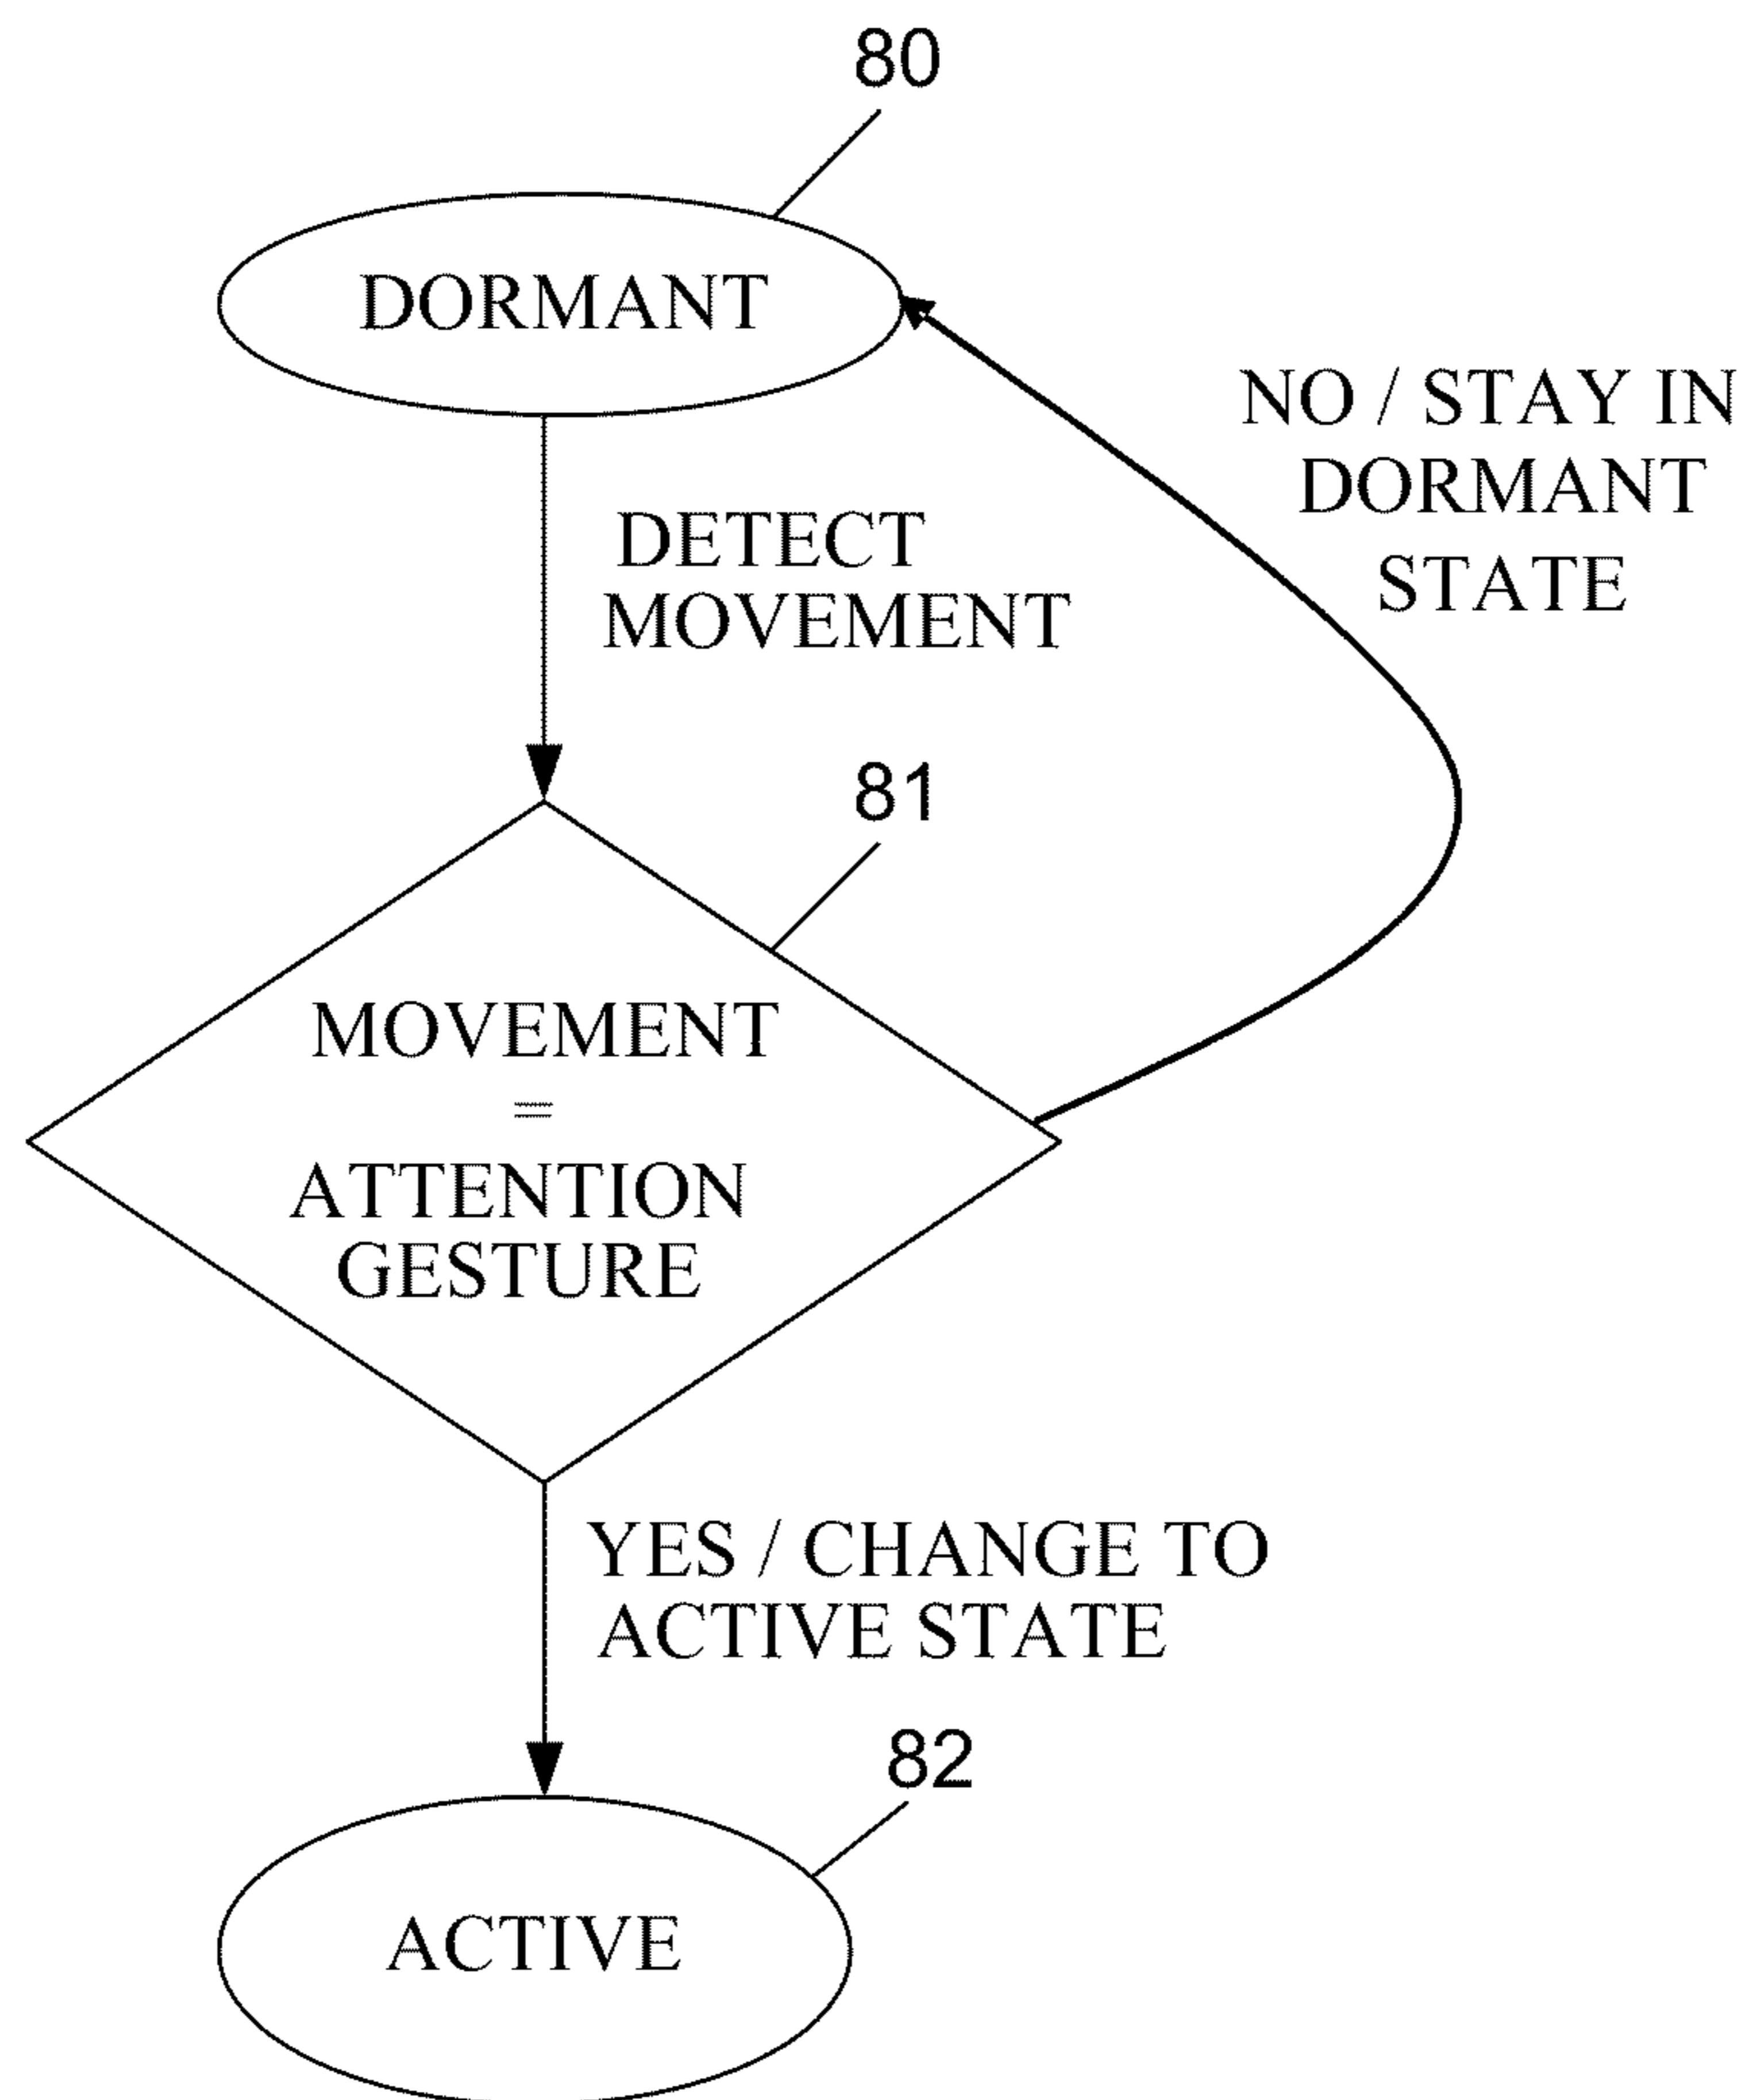 80
DORMANT
NO / STAY IN
DORMANT
STATE
DETECT
MOVEMENT
81
MOVEMENT
=
ATTENTION
GESTURE
YES / CHANGE TO
ACTIVE STATE
82
ACTIVE